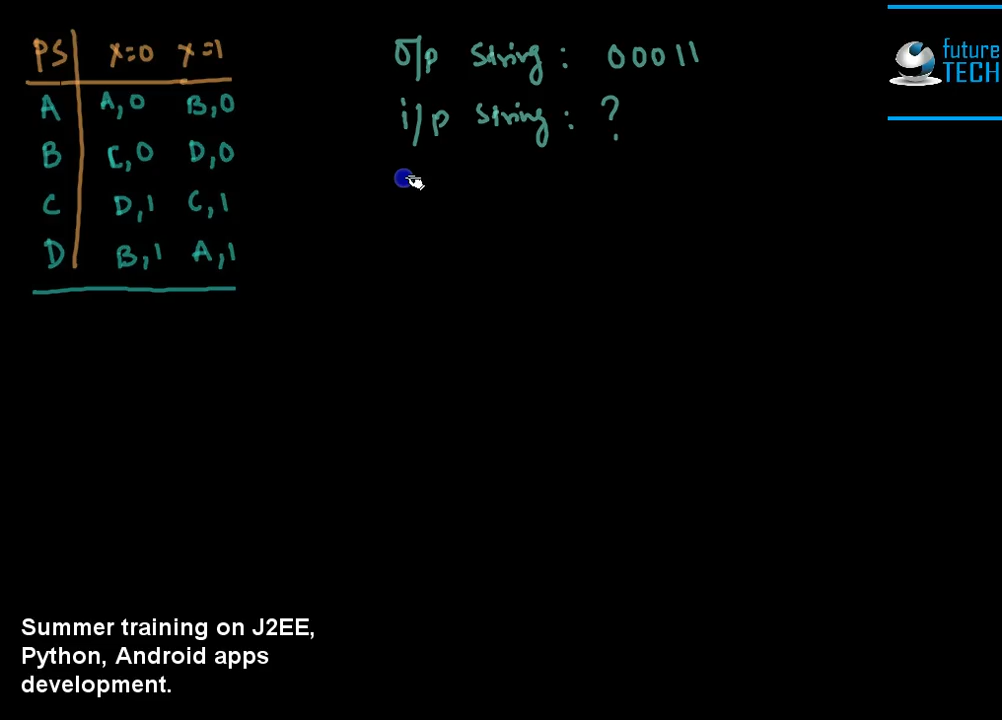 PS x=0 x=1
A A,0 B,0
B C,0 D,0
C D,1 C,1
D B,1 A,1
O/p String : 00011
i/p String : ?
future
TECH
Summer training on J2EE,
Python, Android apps
development.